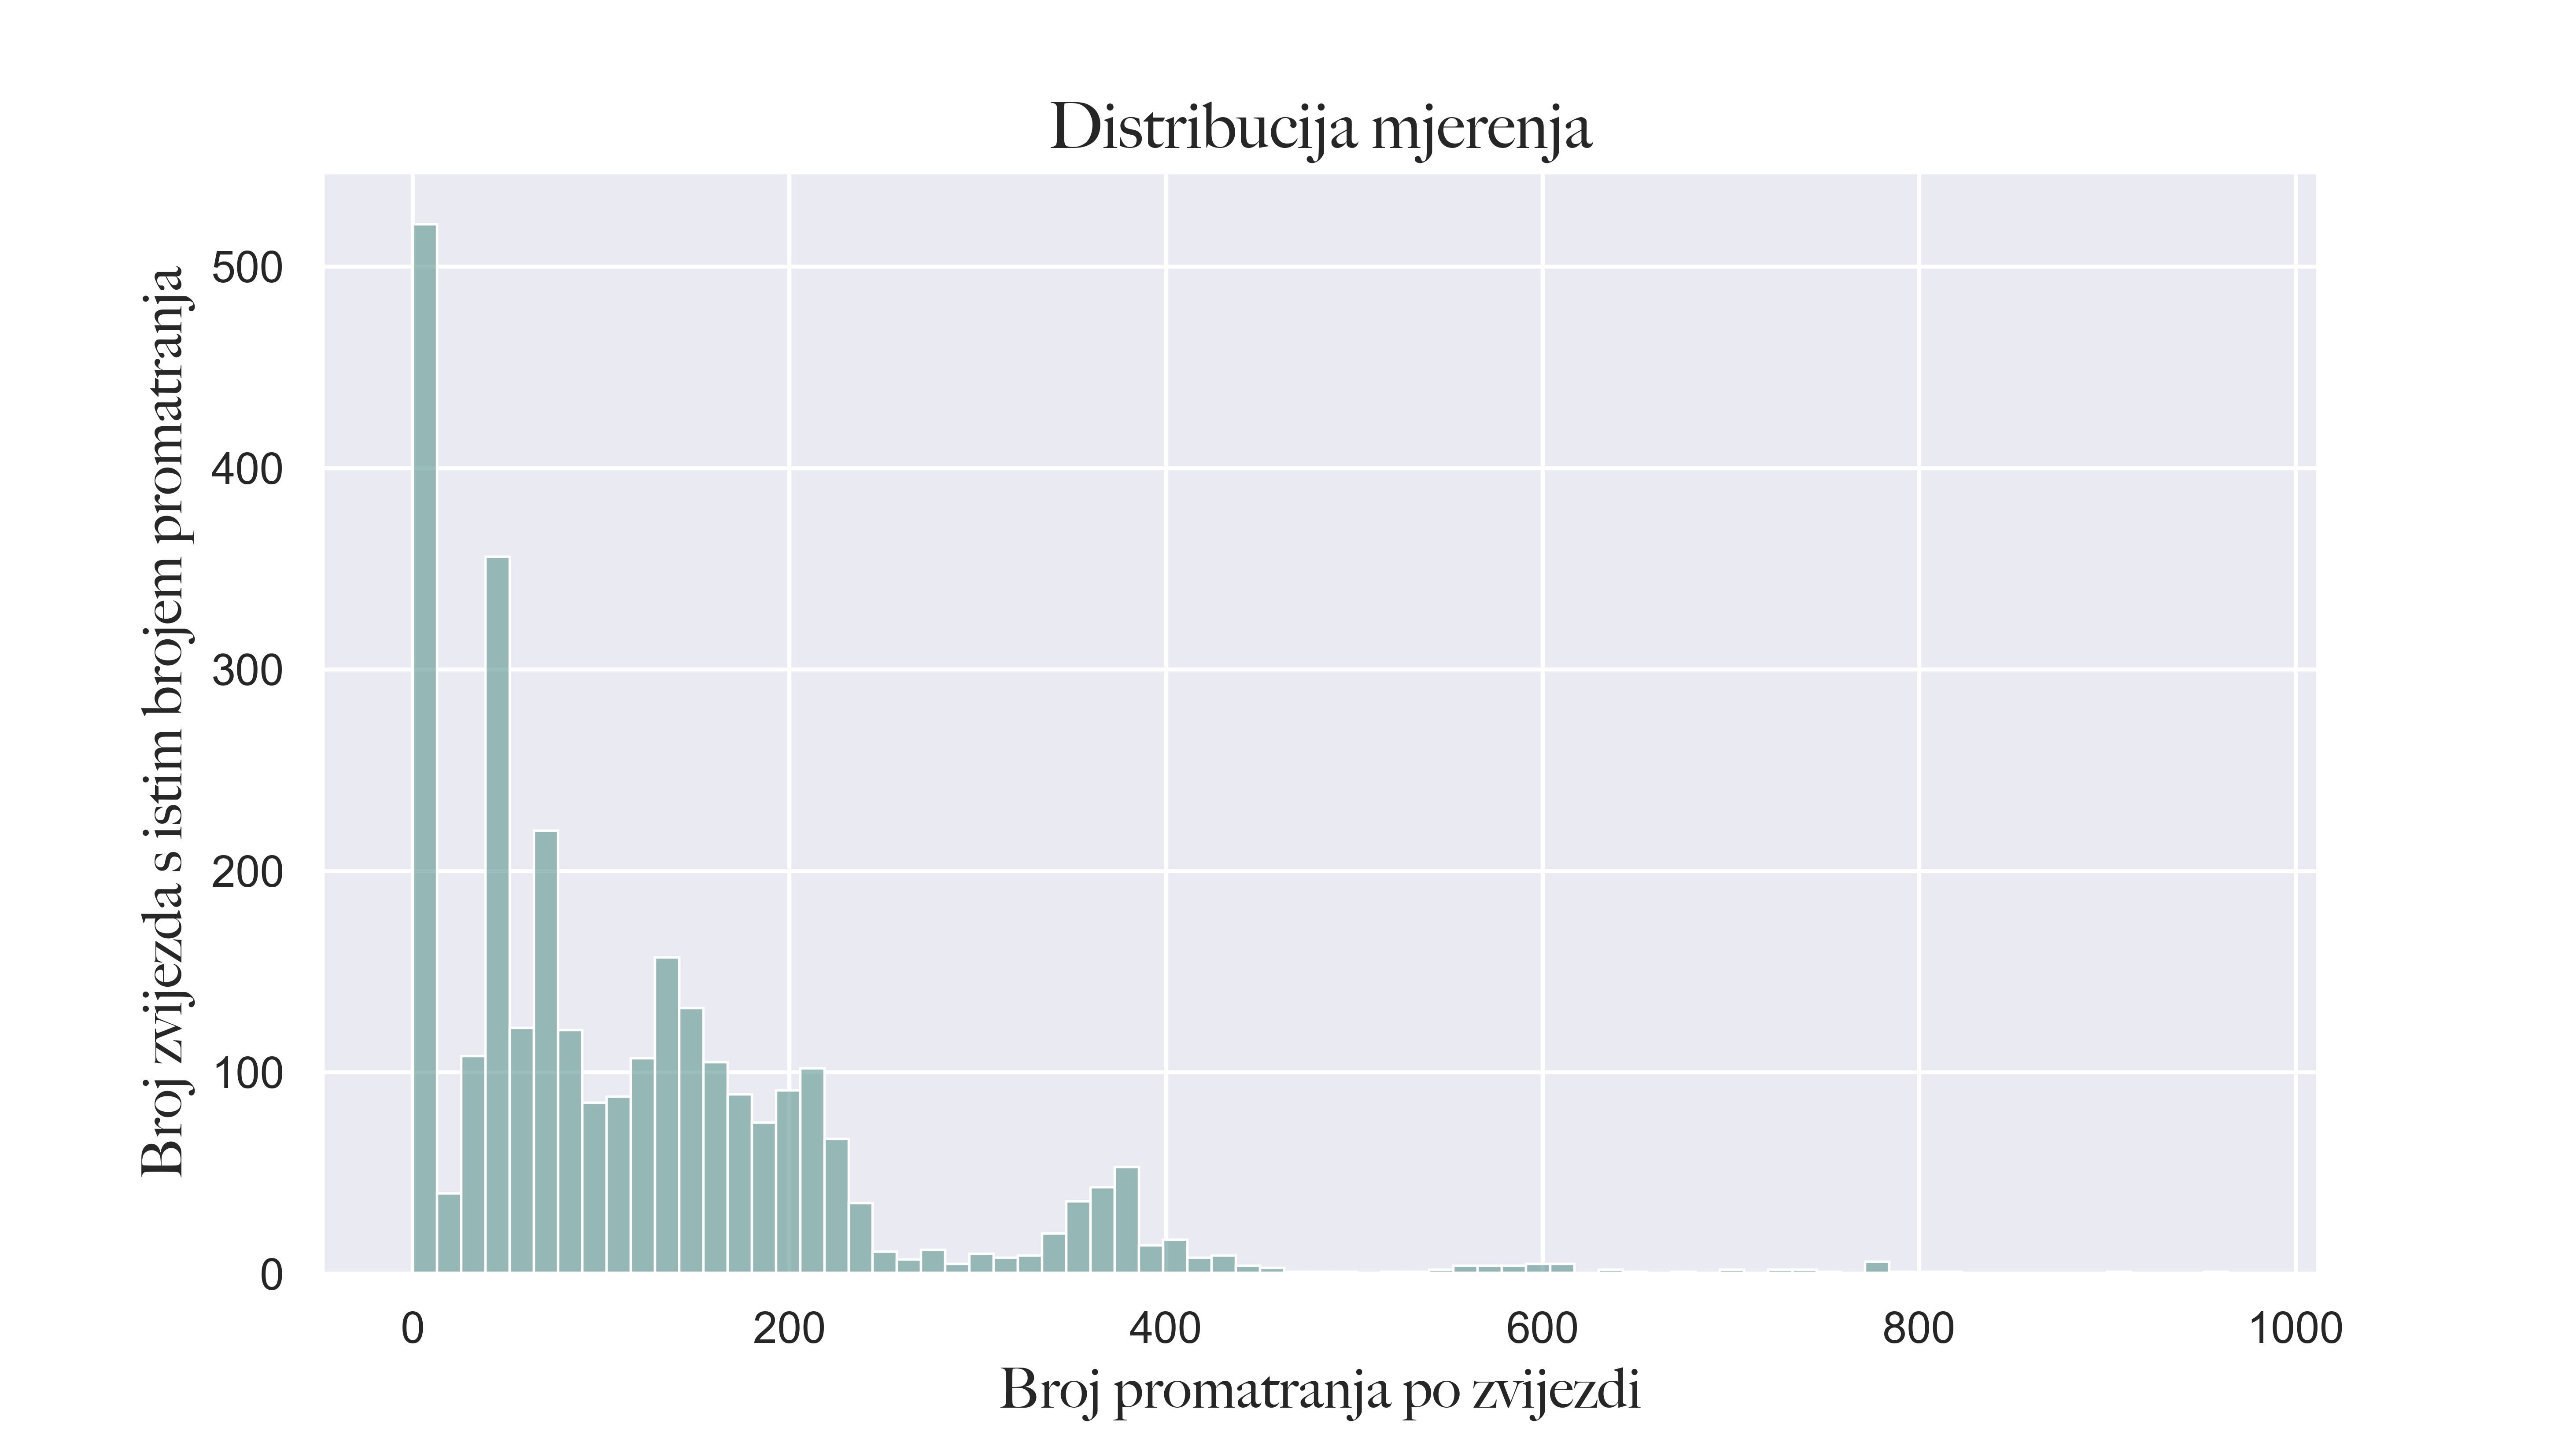 Distribucija mjerenja
Broj zvijezda s istim brojem promatranja
500
400
300
200
100
0
0 200 400 600 800 1000
Broj promatranja po zvijezdi